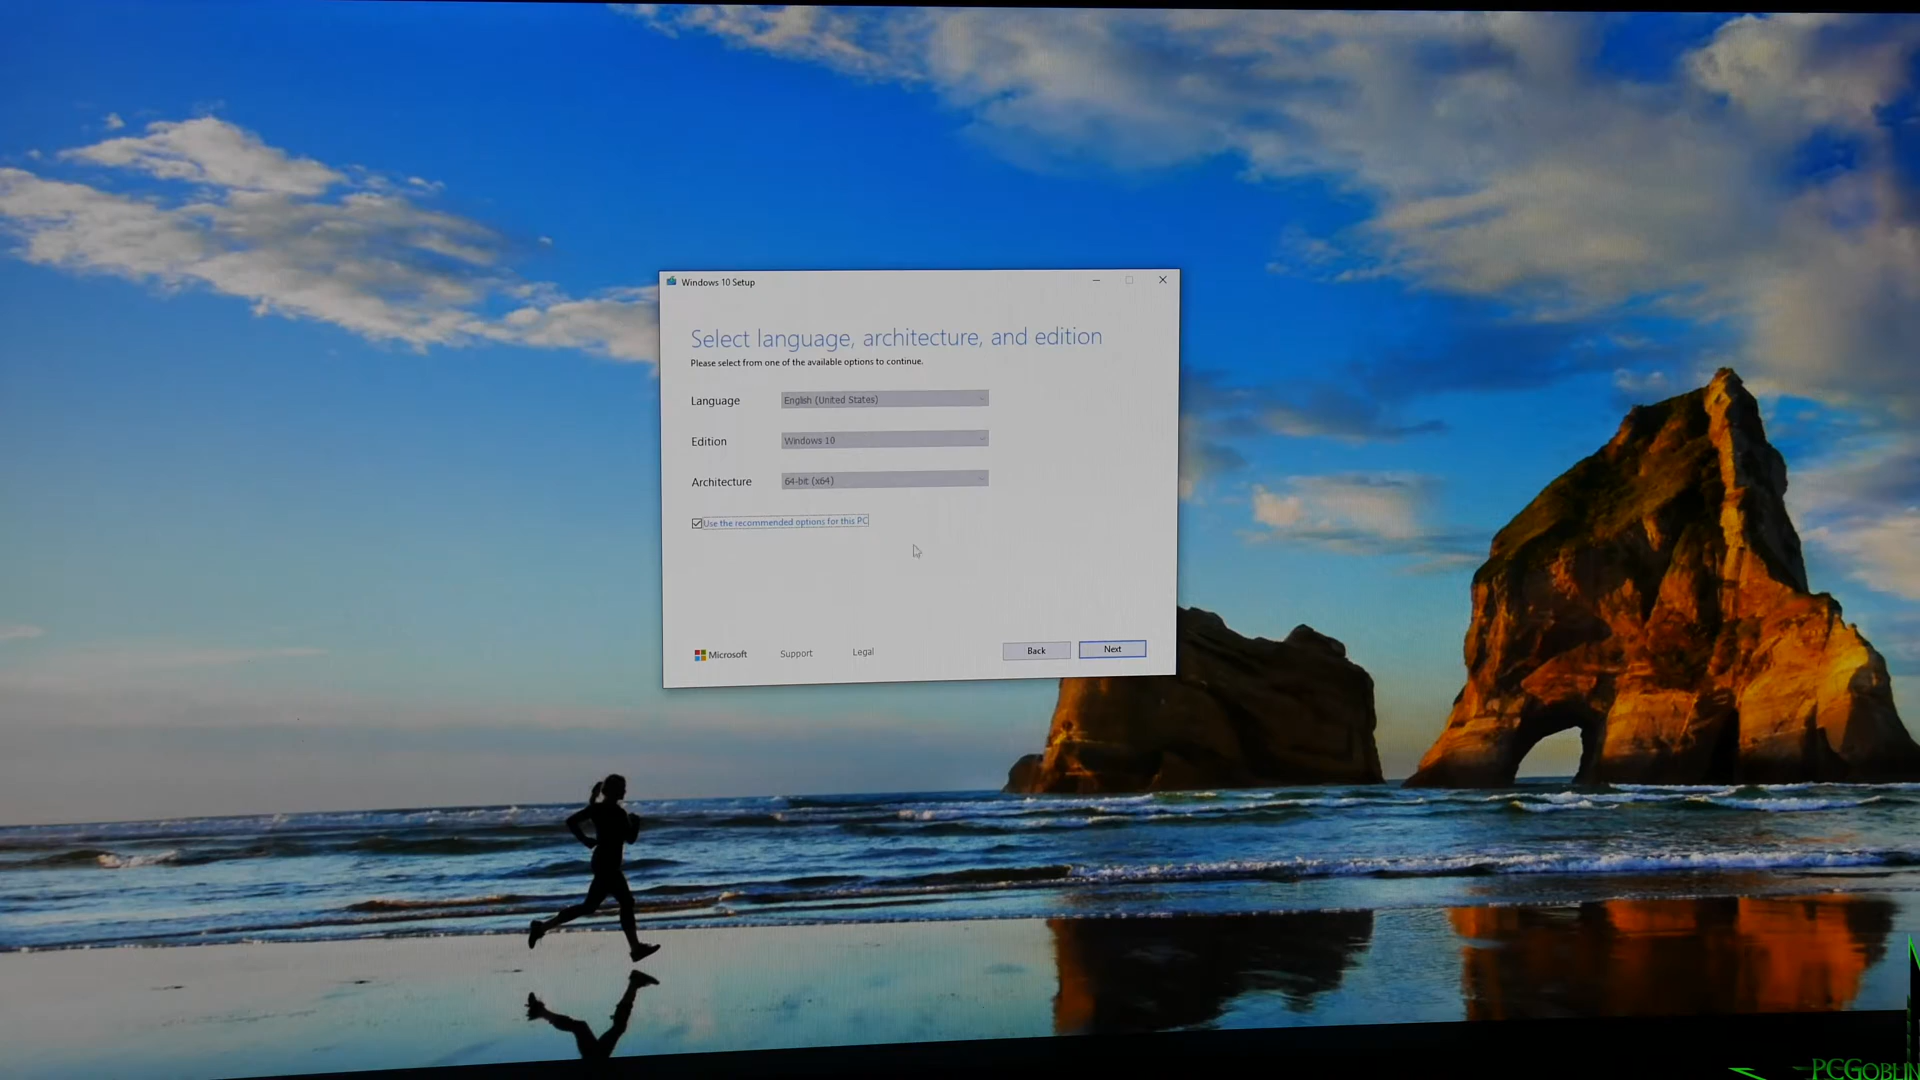 Windows 10 Setup
Select language, architecture, and edition
Please select from one of the available options to continue.
Language English (United States)
Edition Windows 10
Architecture 64-bit (x64)
Use the recommended options for this PC
Microsoft Support Legal Back Next
PCGOBLIN